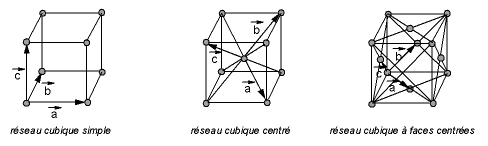 c b a
c b a
c b a
réseau cubique simple
réseau cubique centré
réseau cubique à faces centrées